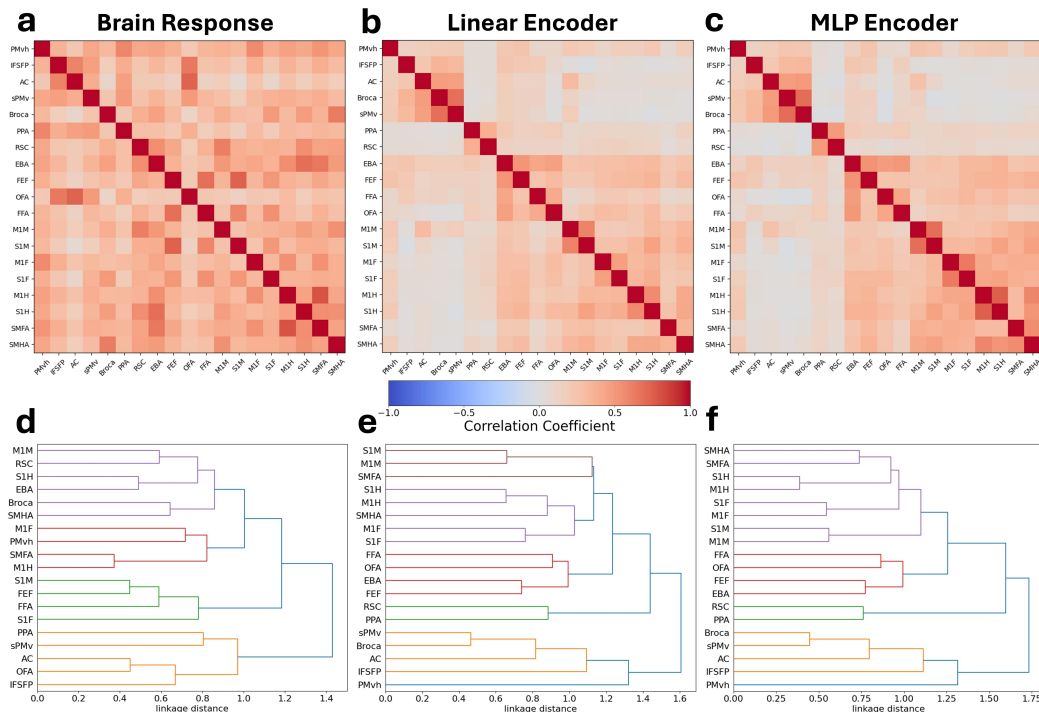 a
Brain Response
PMvh
IFSFP
AC
sPMv
Broca
PPA
RSC
EBA
FEF
OFA
FFA
M1M
S1M
M1F
S1F
M1H
S1H
SMFA
SMHA
PMvh IFSFP AC sPMv Broca PPA RSC EBA FEF OFA FFA M1M S1M M1F S1F M1H S1H SMFA SMHA
b
Linear Encoder
PMvh
IFSFP
AC
Broca
sPMv
PPA
RSC
EBA
FEF
FFA
OFA
M1M
S1M
M1F
S1F
M1H
S1H
SMFA
SMHA
PMvh IFSFP AC Broca sPMv PPA RSC EBA FEF FFA OFA M1M S1M M1F S1F M1H S1H SMFA SMHA
c
MLP Encoder
PMvh
IFSFP
AC
sPMv
Broca
PPA
RSC
EBA
FEF
OFA
FFA
M1M
S1M
M1F
S1F
M1H
S1H
SMFA
SMHA
PMvh IFSFP AC sPMv Broca PPA RSC EBA FEF OFA FFA M1M S1M M1F S1F M1H S1H SMFA SMHA
−1.0 −0.5 0.0 0.5 1.0
Correlation Coefficient
d
M1M
RSC
S1H
EBA
Broca
SMHA
M1F
PMvh
SMFA
M1H
S1M
FEF
FFA
S1F
PPA
sPMv
AC
OFA
IFSFP
0.0 0.2 0.4 0.6 0.8 1.0 1.2 1.4
linkage distance
e
S1M
M1M
SMFA
S1H
M1H
SMHA
M1F
S1F
FFA
OFA
EBA
FEF
RSC
PPA
sPMv
Broca
AC
IFSFP
PMvh
0.0 0.2 0.4 0.6 0.8 1.0 1.2 1.4 1.6
linkage distance
f
SMHA
SMFA
S1H
M1H
S1F
M1F
S1M
M1M
FFA
OFA
FEF
EBA
RSC
PPA
Broca
sPMv
AC
IFSFP
PMvh
0.00 0.25 0.50 0.75 1.00 1.25 1.50 1.75
linkage distance